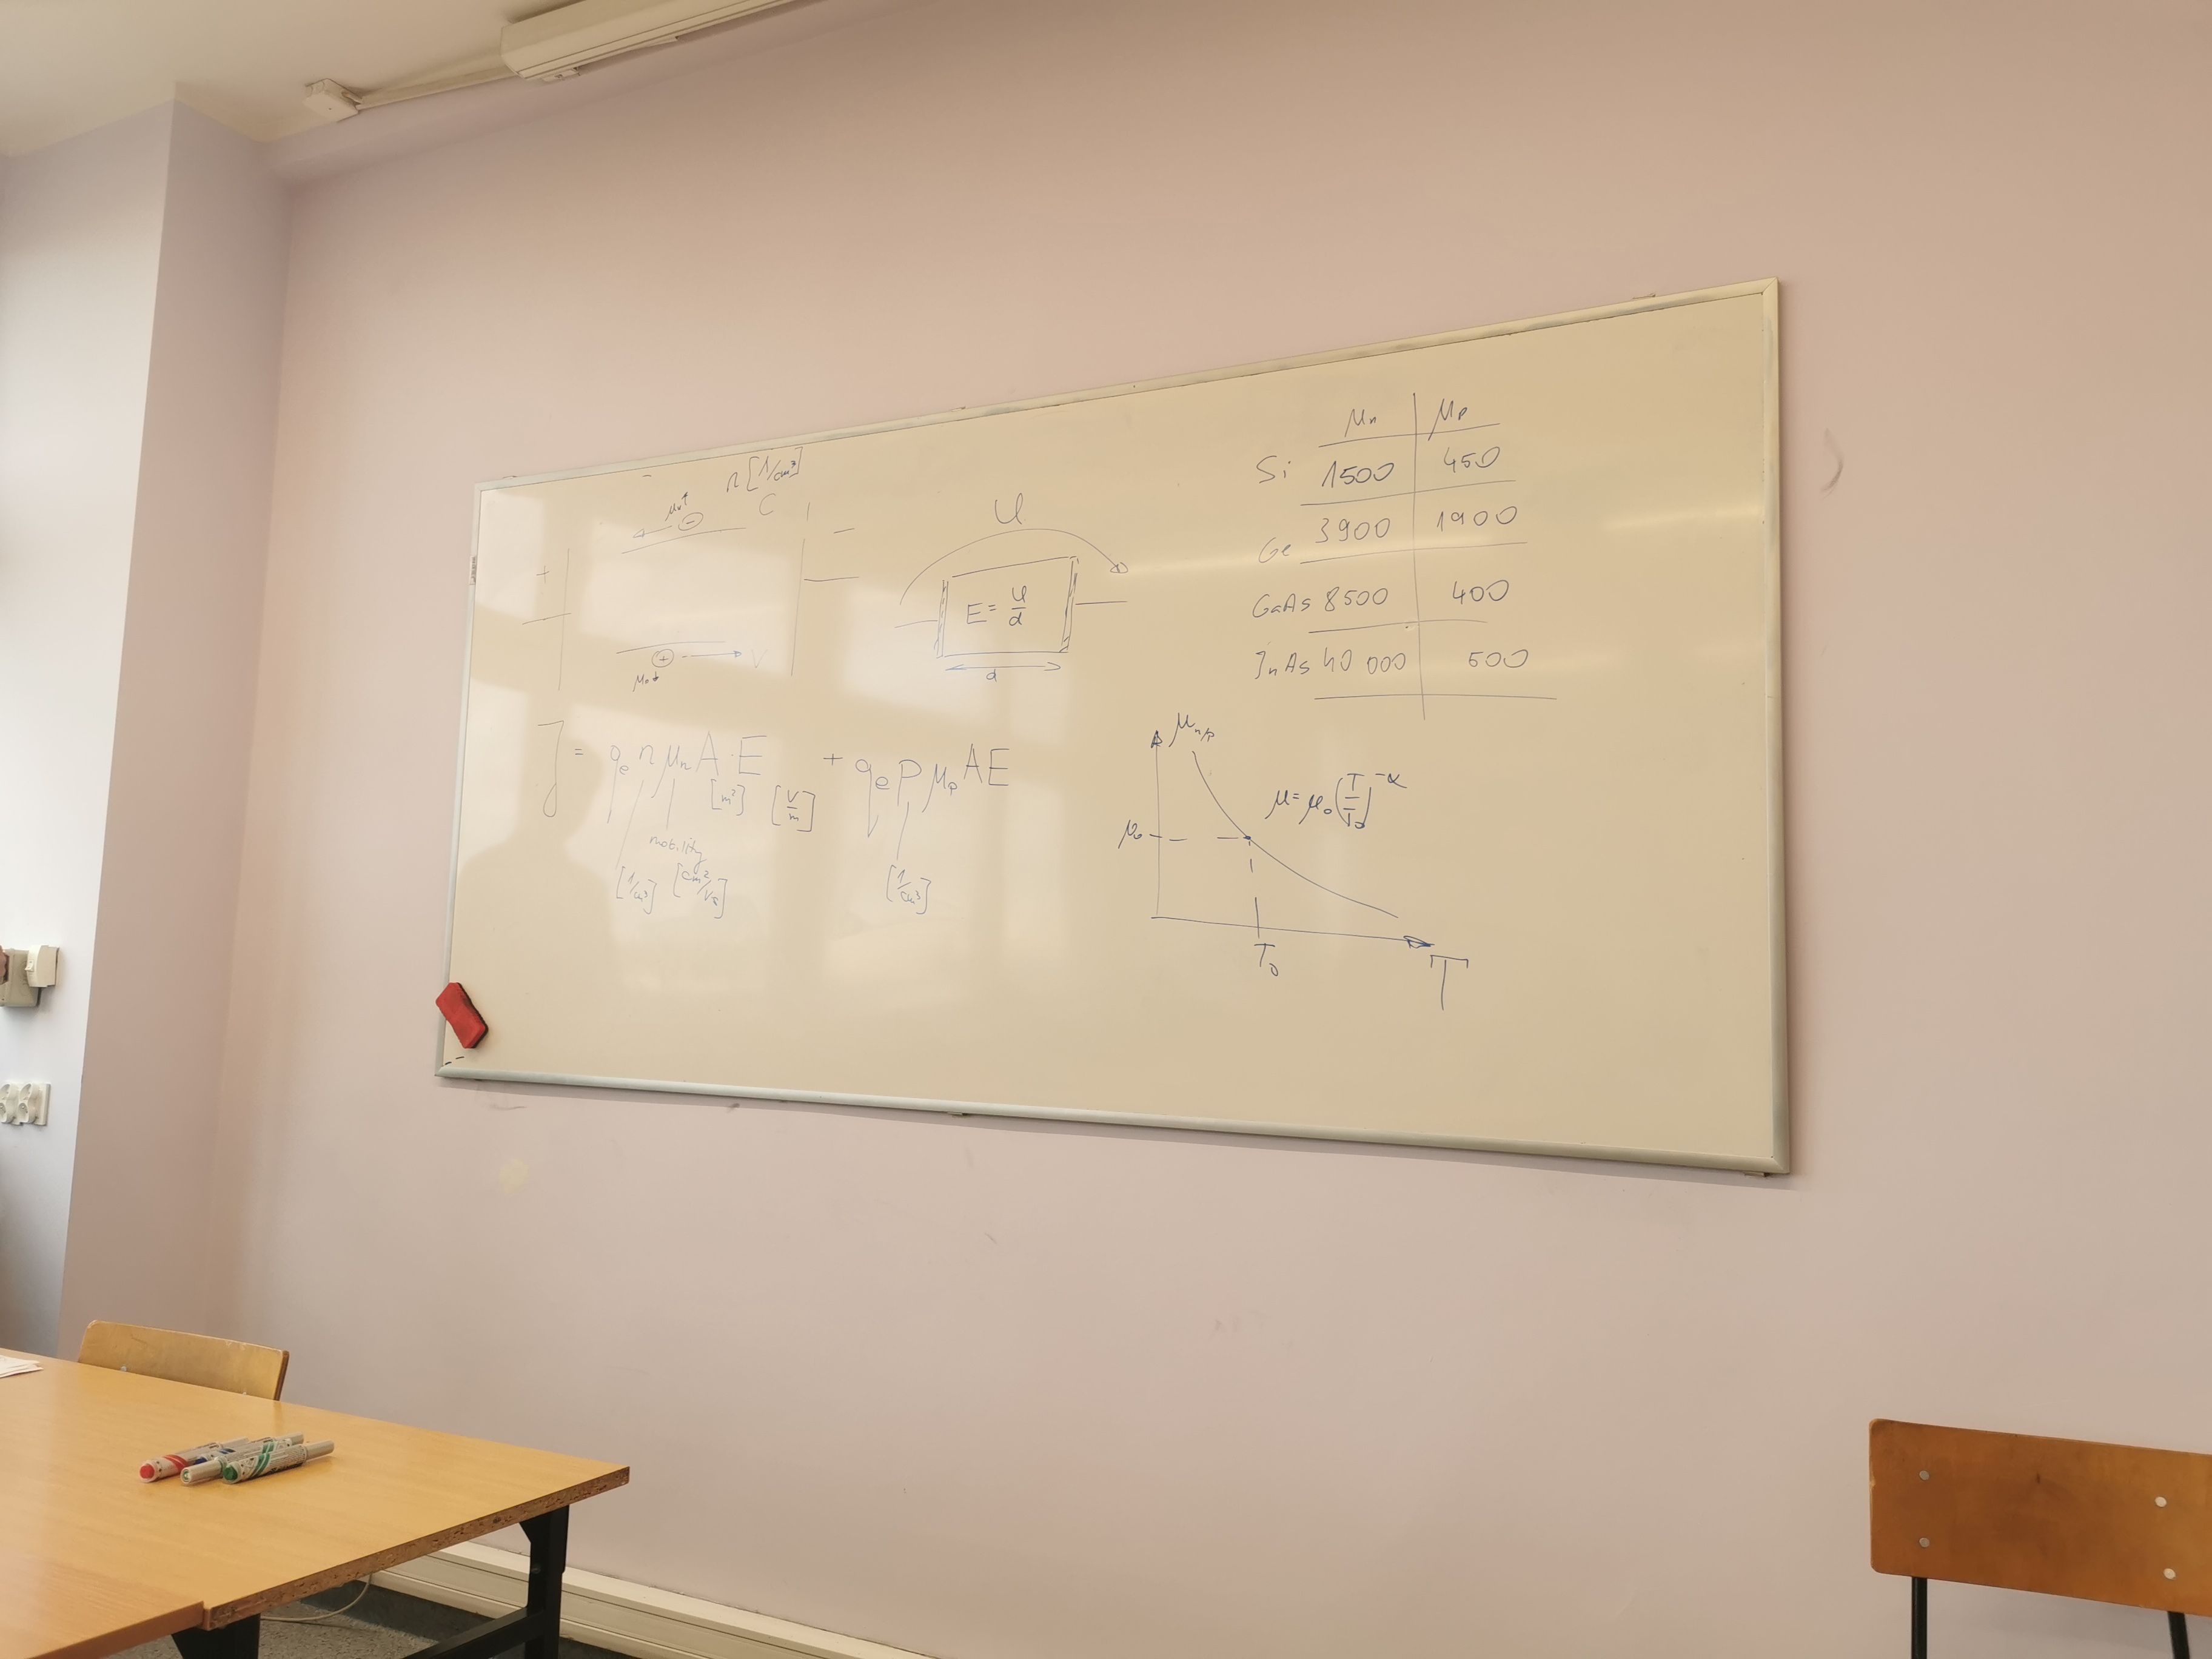 n [1/cm³]
C
μₙ↑
−
−
+
+
V
U
E = U/d
d
J = qₑ n μₙ A · E + qₑ p μₚ A E
[m²] [V/m]
mobility
[1/cm³] [cm²/Vs] [1/cm³]
μₙ μₚ
Si 1500 450
Ge 3900 1900
GaAs 8500 400
InAs 40 000 500
μₙ/ₚ
μ = μ₀ (T/T₀)^-α
μ₀
T₀
T